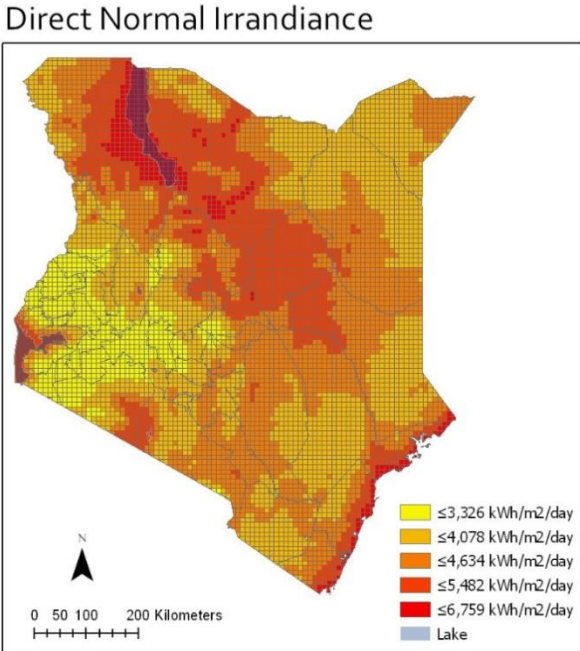 Direct Normal Irrandiance
≤3,326 kWh/m2/day
≤4,078 kWh/m2/day
≤4,634 kWh/m2/day
≤5,482 kWh/m2/day
≤6,759 kWh/m2/day
Lake
N
0 50 100 200 Kilometers